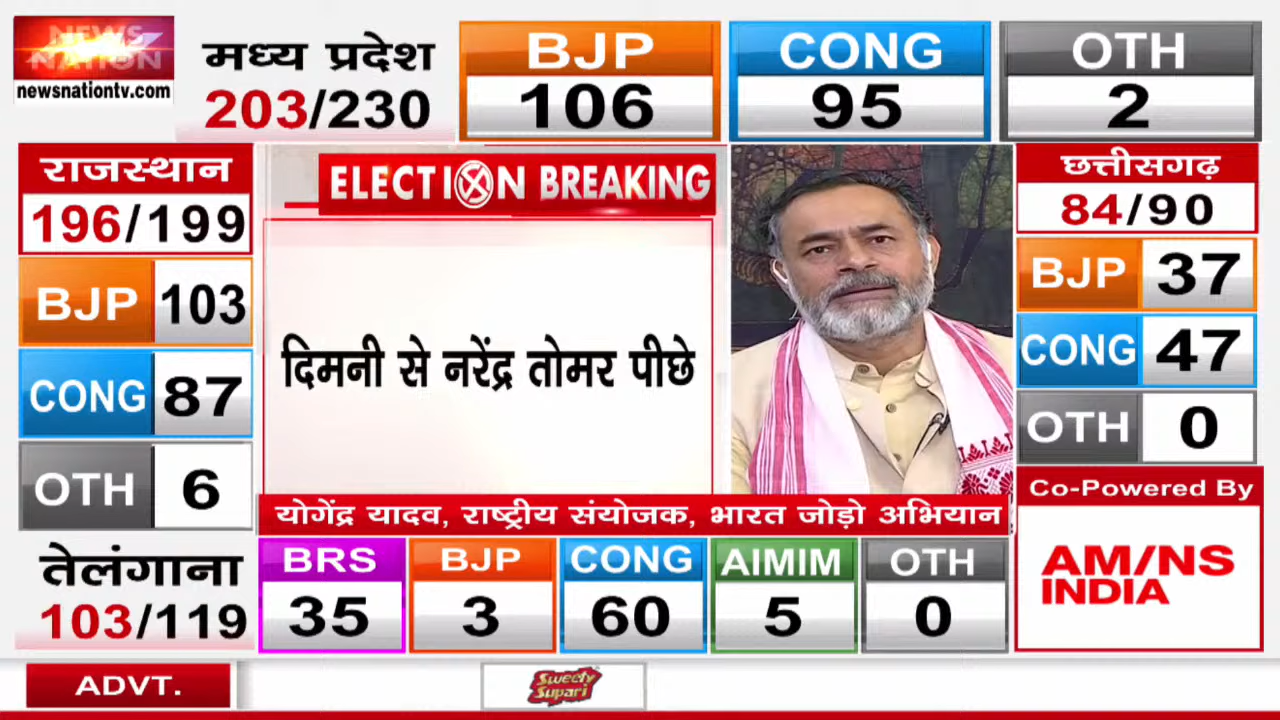 NEWS
NATION
newsnationtv.com
मध्य प्रदेश
203/230
BJP
106
CONG
95
OTH
2
राजस्थान
196/199
BJP 103
CONG 87
OTH 6
ELECTION BREAKING
दिमनी से नरेंद्र तोमर पीछे
छत्तीसगढ़
84/90
BJP 37
CONG 47
OTH 0
योगेंद्र यादव, राष्ट्रीय संयोजक, भारत जोड़ो अभियान
तेलंगाना
103/119
BRS
35
BJP
3
CONG
60
AIMIM
5
OTH
0
Co-Powered By
AM/NS
INDIA
ADVT.
Sweety
Supari